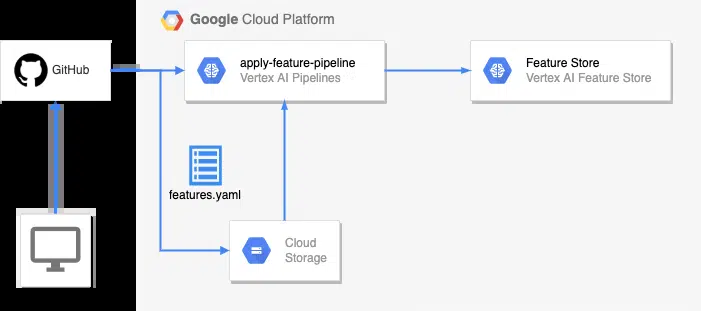 Google Cloud Platform
GitHub
apply-feature-pipeline
Vertex AI Pipelines
Feature Store
Vertex AI Feature Store
features.yaml
Cloud
Storage